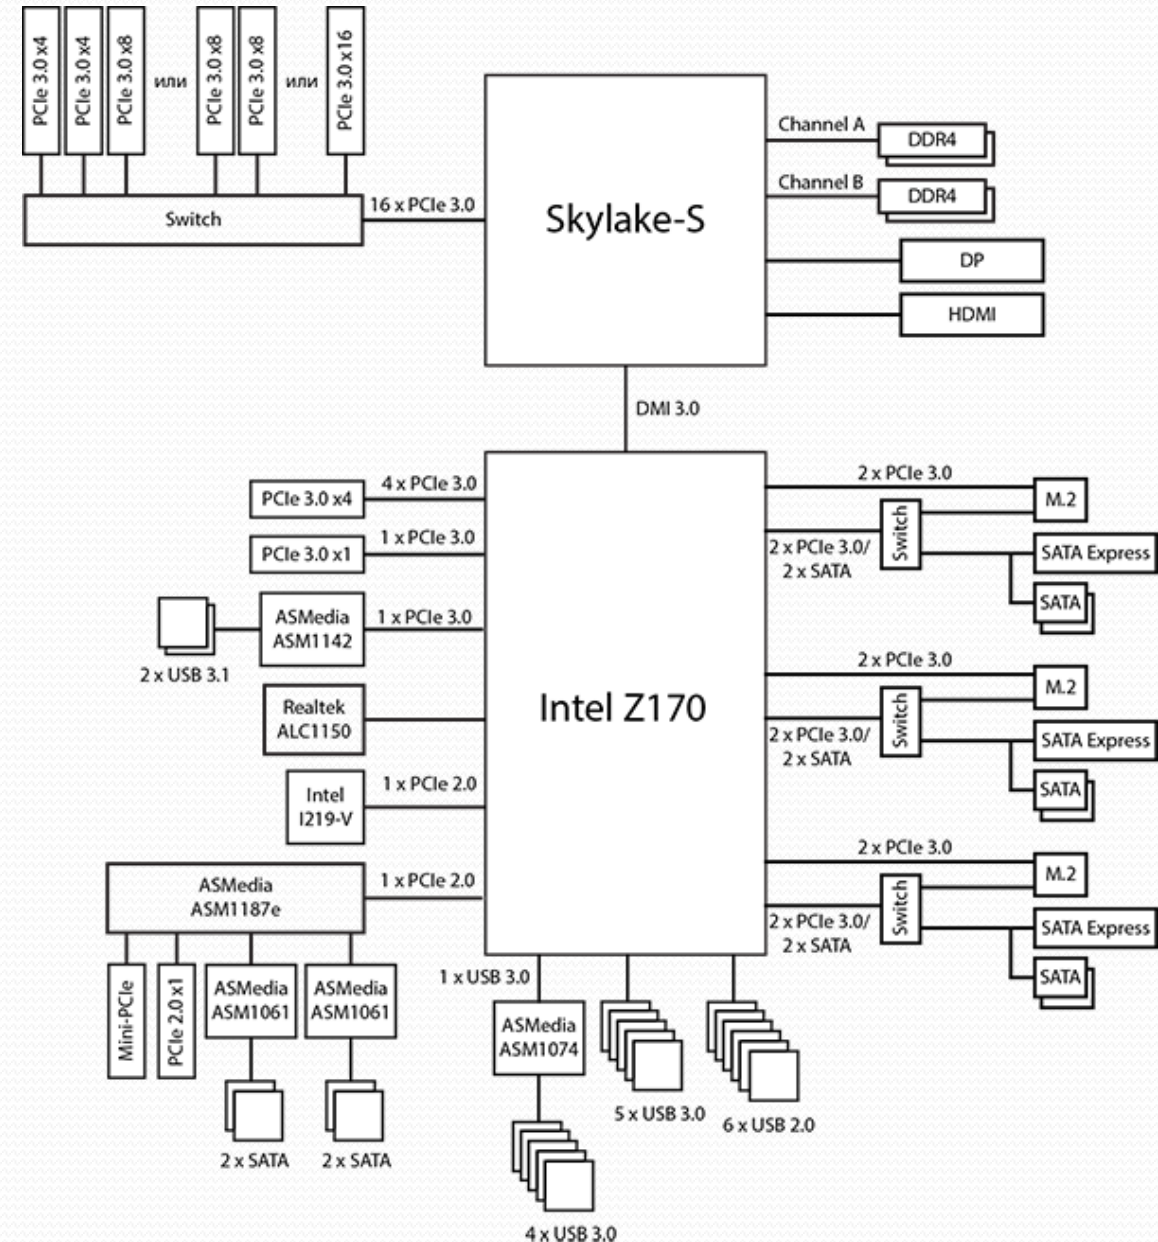 PCIe 3.0 x4
PCIe 3.0 x4
PCIe 3.0 x8
или
PCIe 3.0 x8
PCIe 3.0 x8
или
PCIe 3.0 x16
Switch
16 x PCIe 3.0
Skylake-S
Channel A
DDR4
Channel B
DDR4
DP
HDMI
DMI 3.0
Intel Z170
4 x PCIe 3.0
PCIe 3.0 x4
1 x PCIe 3.0
PCIe 3.0 x1
1 x PCIe 3.0
ASMedia
ASM1142
2 x USB 3.1
Realtek
ALC1150
1 x PCIe 2.0
Intel
I219-V
1 x PCIe 2.0
ASMedia
ASM1187e
Mini-PCIe
PCIe 2.0 x1
ASMedia
ASM1061
ASMedia
ASM1061
2 x SATA
2 x SATA
1 x USB 3.0
ASMedia
ASM1074
4 x USB 3.0
5 x USB 3.0
6 x USB 2.0
2 x PCIe 3.0
M.2
Switch
2 x PCIe 3.0/
2 x SATA
SATA Express
SATA
2 x PCIe 3.0
M.2
Switch
2 x PCIe 3.0/
2 x SATA
SATA Express
SATA
2 x PCIe 3.0
M.2
Switch
2 x PCIe 3.0/
2 x SATA
SATA Express
SATA